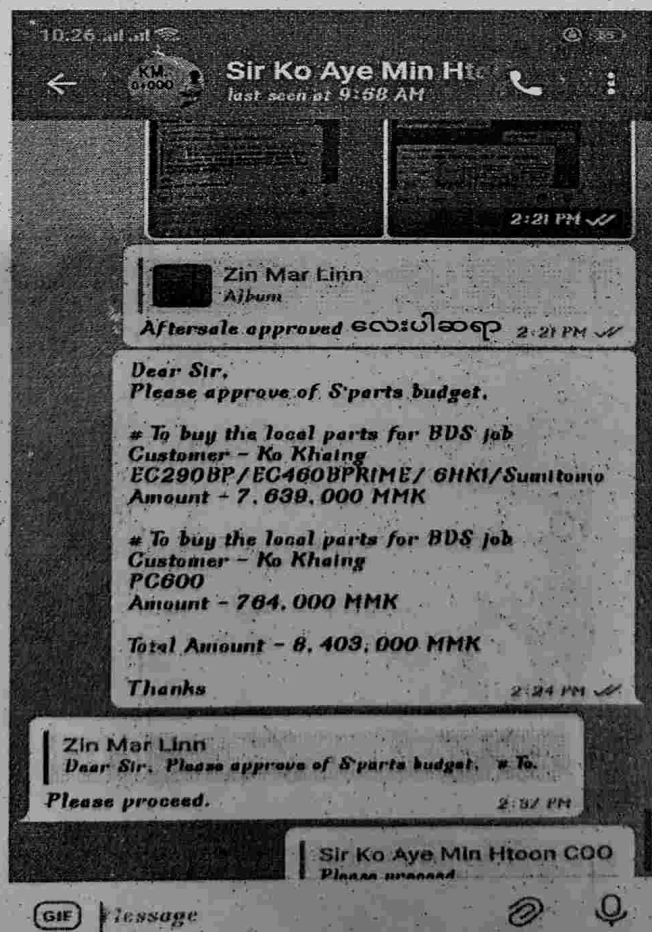 10.26
85
KM.
0+000
Sir Ko Aye Min Hto
last seen at 9:58 AM
2:21 PM
Zin Mar Linn
Album
Aftersale approved လေးပါဆရာ 2:21 PM
Dear Sir,
Please approve of S'parts budget.
# To buy the local parts for BDS job
Customer - Ko Khaing
EC290BP/EC460BPRIME/ 6HK1/Sumitomo
Amount - 7,639,000 MMK
# To buy the local parts for BDS job
Customer - Ko Khaing
PC600
Amount - 764,000 MMK
Total Amount - 8,403,000 MMK
Thanks 2:24 PM
Zin Mar Linn
Dear Sir, Please approve of S'parts budget. # To.
Please proceed. 2:37 PM
Sir Ko Aye Min Htoon COO
Please proceed
GIF Message